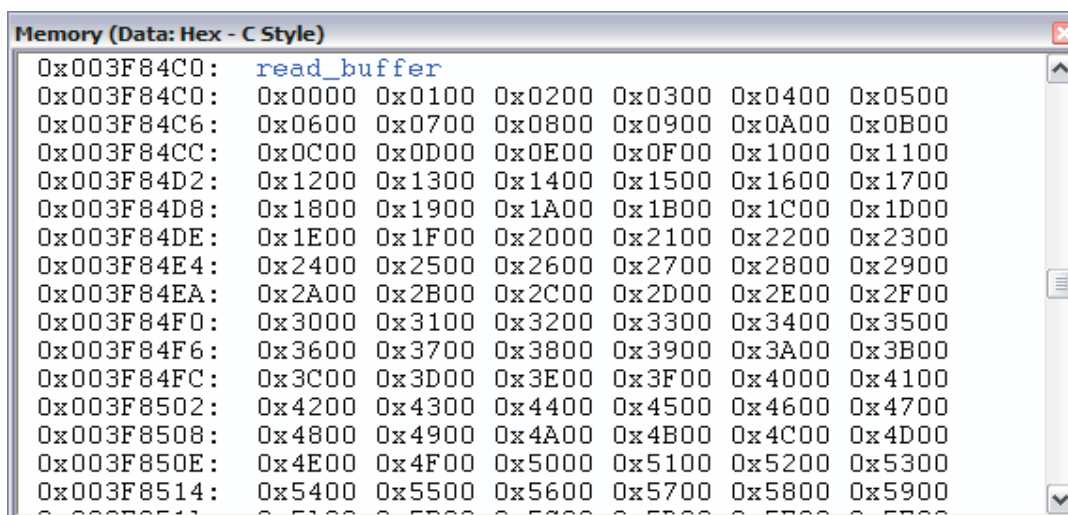 Memory (Data: Hex - C Style)
0x003F84C0: read_buffer
0x003F84C0: 0x0000 0x0100 0x0200 0x0300 0x0400 0x0500
0x003F84C6: 0x0600 0x0700 0x0800 0x0900 0x0A00 0x0B00
0x003F84CC: 0x0C00 0x0D00 0x0E00 0x0F00 0x1000 0x1100
0x003F84D2: 0x1200 0x1300 0x1400 0x1500 0x1600 0x1700
0x003F84D8: 0x1800 0x1900 0x1A00 0x1B00 0x1C00 0x1D00
0x003F84DE: 0x1E00 0x1F00 0x2000 0x2100 0x2200 0x2300
0x003F84E4: 0x2400 0x2500 0x2600 0x2700 0x2800 0x2900
0x003F84EA: 0x2A00 0x2B00 0x2C00 0x2D00 0x2E00 0x2F00
0x003F84F0: 0x3000 0x3100 0x3200 0x3300 0x3400 0x3500
0x003F84F6: 0x3600 0x3700 0x3800 0x3900 0x3A00 0x3B00
0x003F84FC: 0x3C00 0x3D00 0x3E00 0x3F00 0x4000 0x4100
0x003F8502: 0x4200 0x4300 0x4400 0x4500 0x4600 0x4700
0x003F8508: 0x4800 0x4900 0x4A00 0x4B00 0x4C00 0x4D00
0x003F850E: 0x4E00 0x4F00 0x5000 0x5100 0x5200 0x5300
0x003F8514: 0x5400 0x5500 0x5600 0x5700 0x5800 0x5900